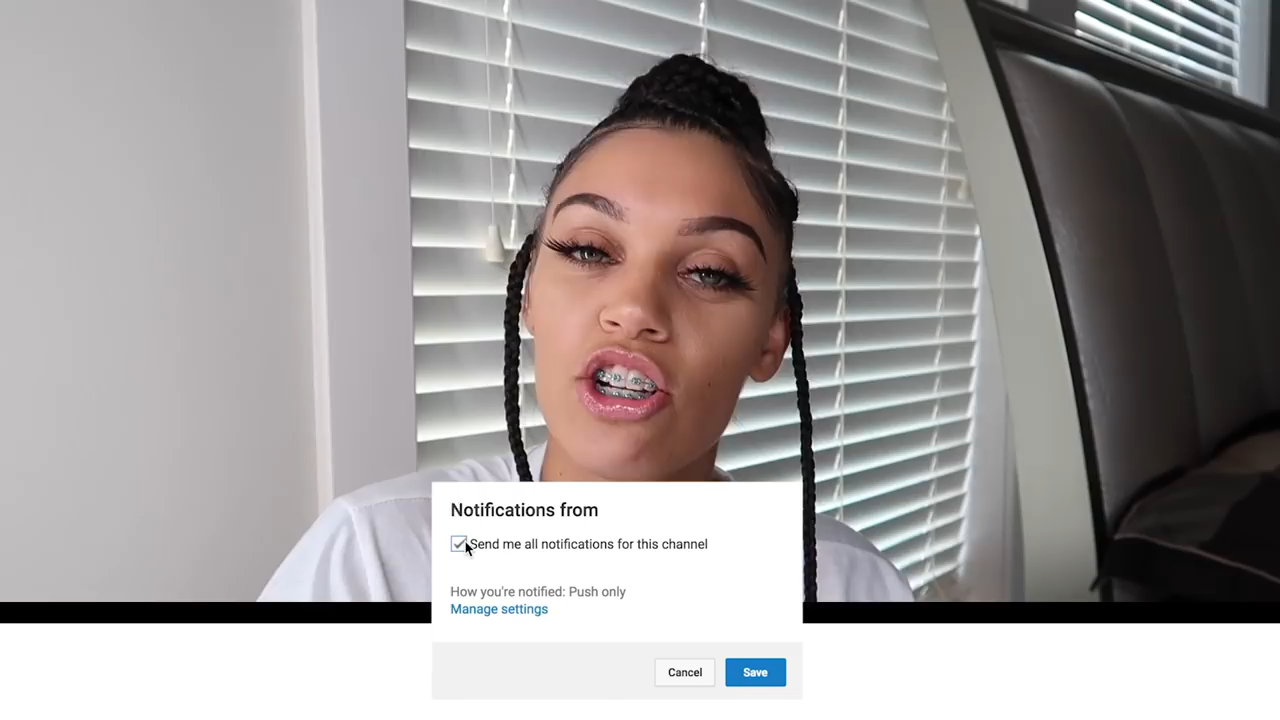 Notifications from
Send me all notifications for this channel
How you're notified: Push only
Manage settings
Cancel
Save